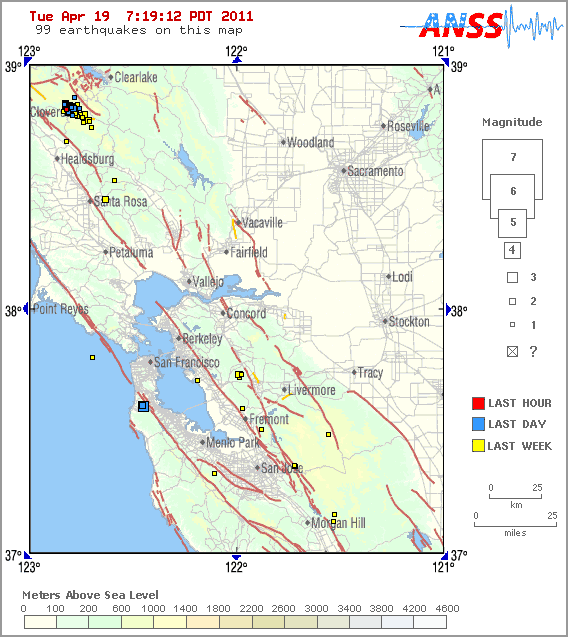 Tue Apr 19 7:19:12 PDT 2011
99 earthquakes on this map
ANSS
123° 122° 121°
39° 39°
Clearlake
A
Clovers
Roseville
Woodland
Healdsburg
Sacramento
Santa Rosa
Vacaville
Petaluma
Fairfield
Lodi
Vallejo
38° 38°
Point Reyes
Concord
Stockton
Berkeley
San Francisco
Tracy
Livermore
Fremont
Menlo Park
San Jose
Morgan Hill
37° 37°
123° 122° 121°
Magnitude
7
6
5
4
3
2
1
?
LAST HOUR
LAST DAY
LAST WEEK
0 25
km
0 25
miles
Meters Above Sea Level
0 100 200 600 1000 1400 1800 2200 2600 3000 3400 3800 4200 4600